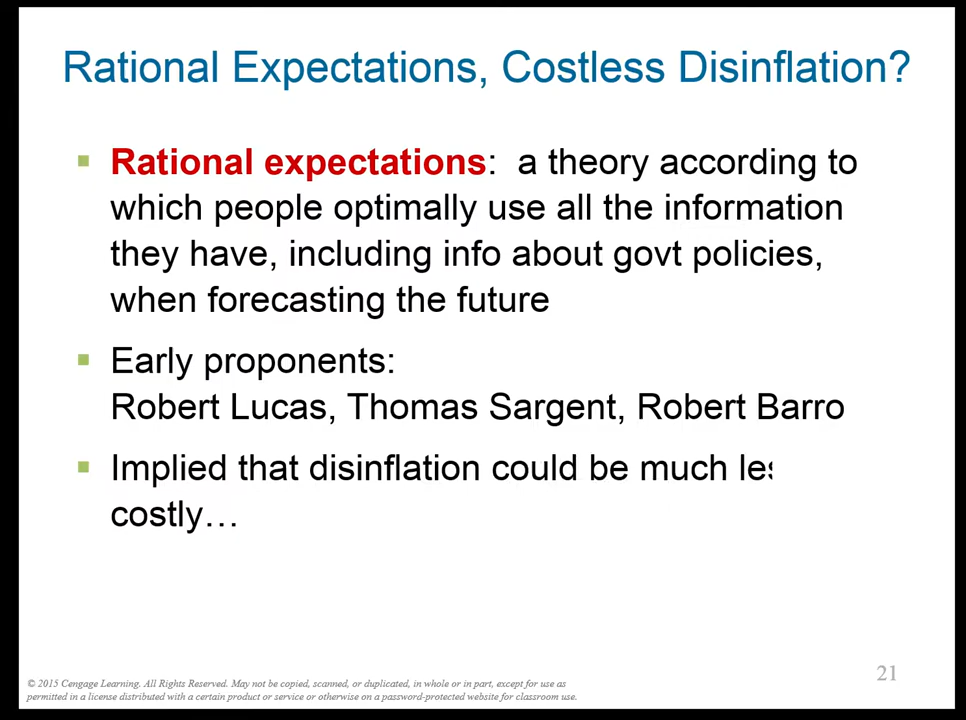 Rational Expectations, Costless Disinflation?
Rational expectations: a theory according to
which people optimally use all the information
they have, including info about govt policies,
when forecasting the future
Early proponents:
Robert Lucas, Thomas Sargent, Robert Barro
Implied that disinflation could be much
costly…
21
© 2015 Cengage Learning. All Rights Reserved. May not be copied, scanned, or duplicated, in whole or in part, except for use as
permitted in a license distributed with a certain product or service or otherwise on a password-protected website for classroom use.